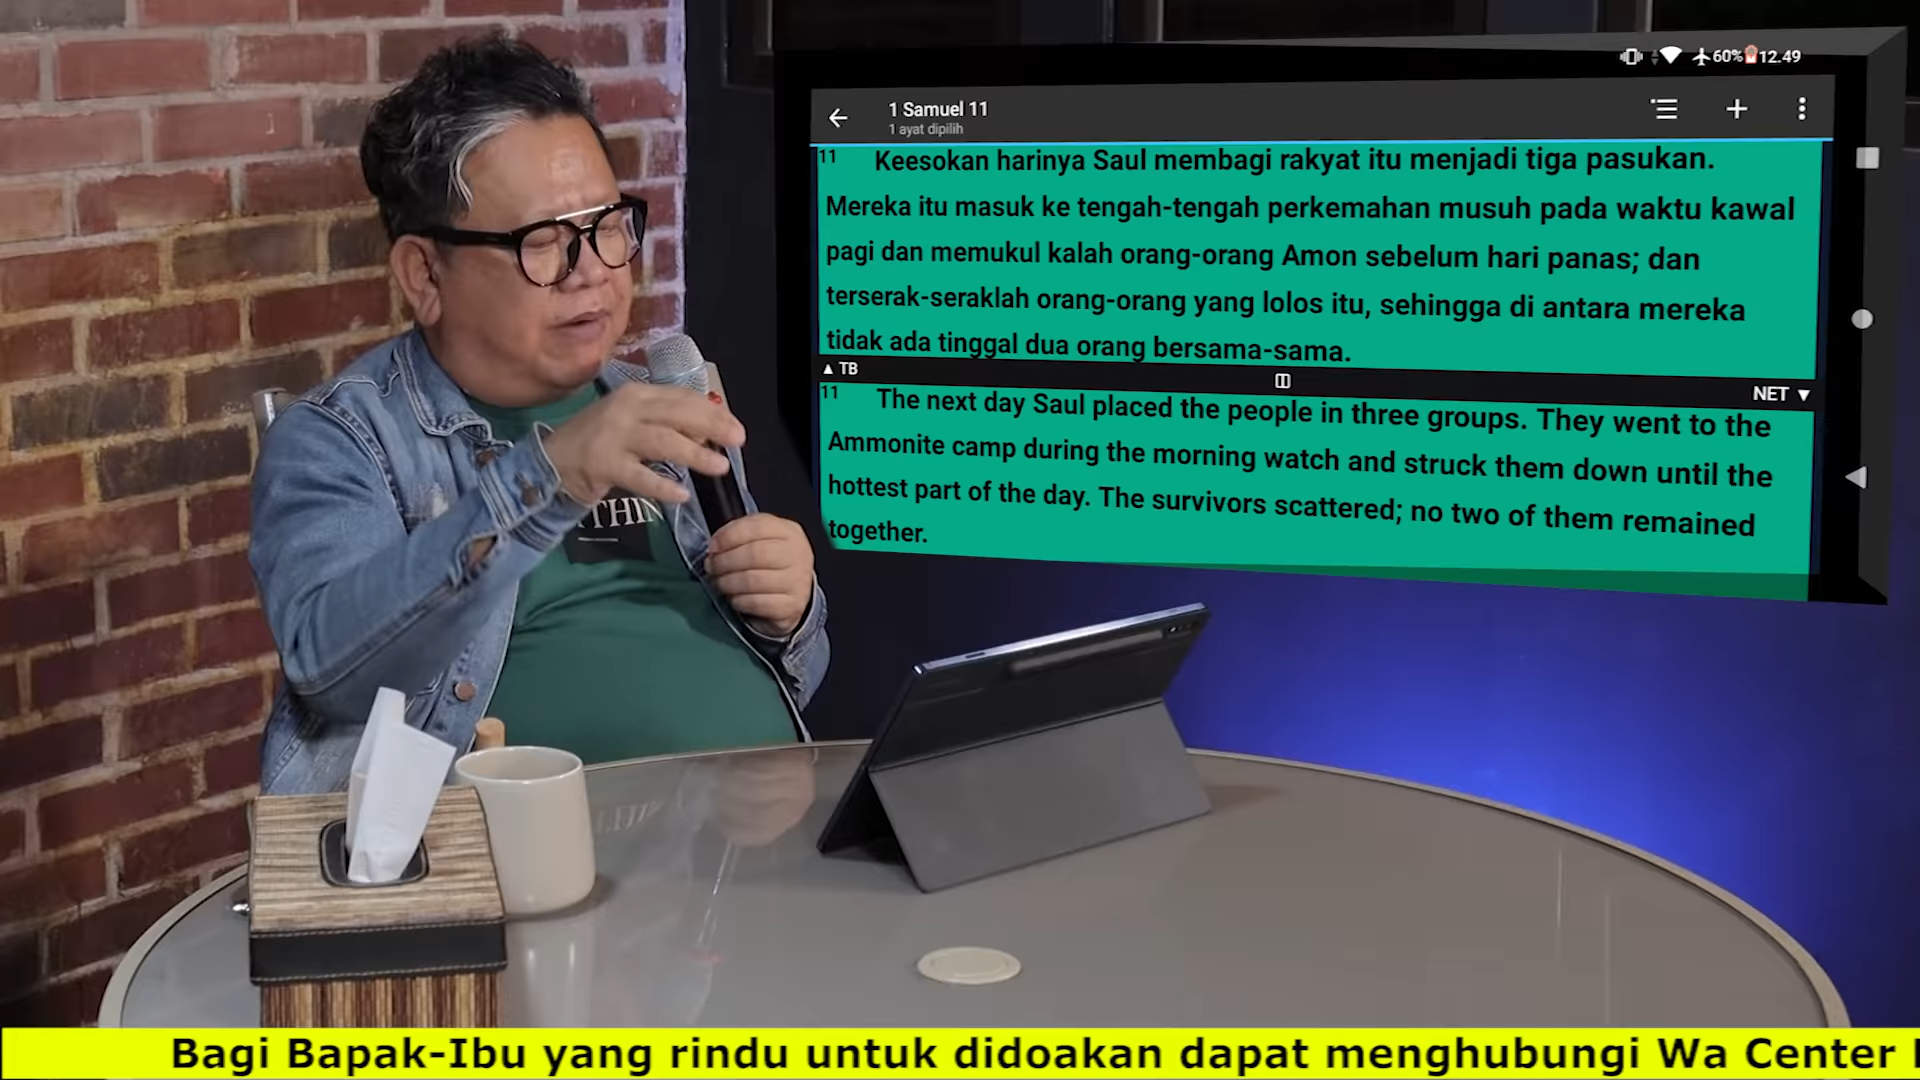 60% 12.49
1 Samuel 11
1 ayat dipilih
11 Keesokan harinya Saul membagi rakyat itu menjadi tiga pasukan.
Mereka itu masuk ke tengah-tengah perkemahan musuh pada waktu kawal
pagi dan memukul kalah orang-orang Amon sebelum hari panas; dan
terserak-seraklah orang-orang yang lolos itu, sehingga di antara mereka
tidak ada tinggal dua orang bersama-sama.
▲ TB
NET ▼
11 The next day Saul placed the people in three groups. They went to the
Ammonite camp during the morning watch and struck them down until the
hottest part of the day. The survivors scattered; no two of them remained
together.
THIN
Bagi Bapak-Ibu yang rindu untuk didoakan dapat menghubungi Wa Center